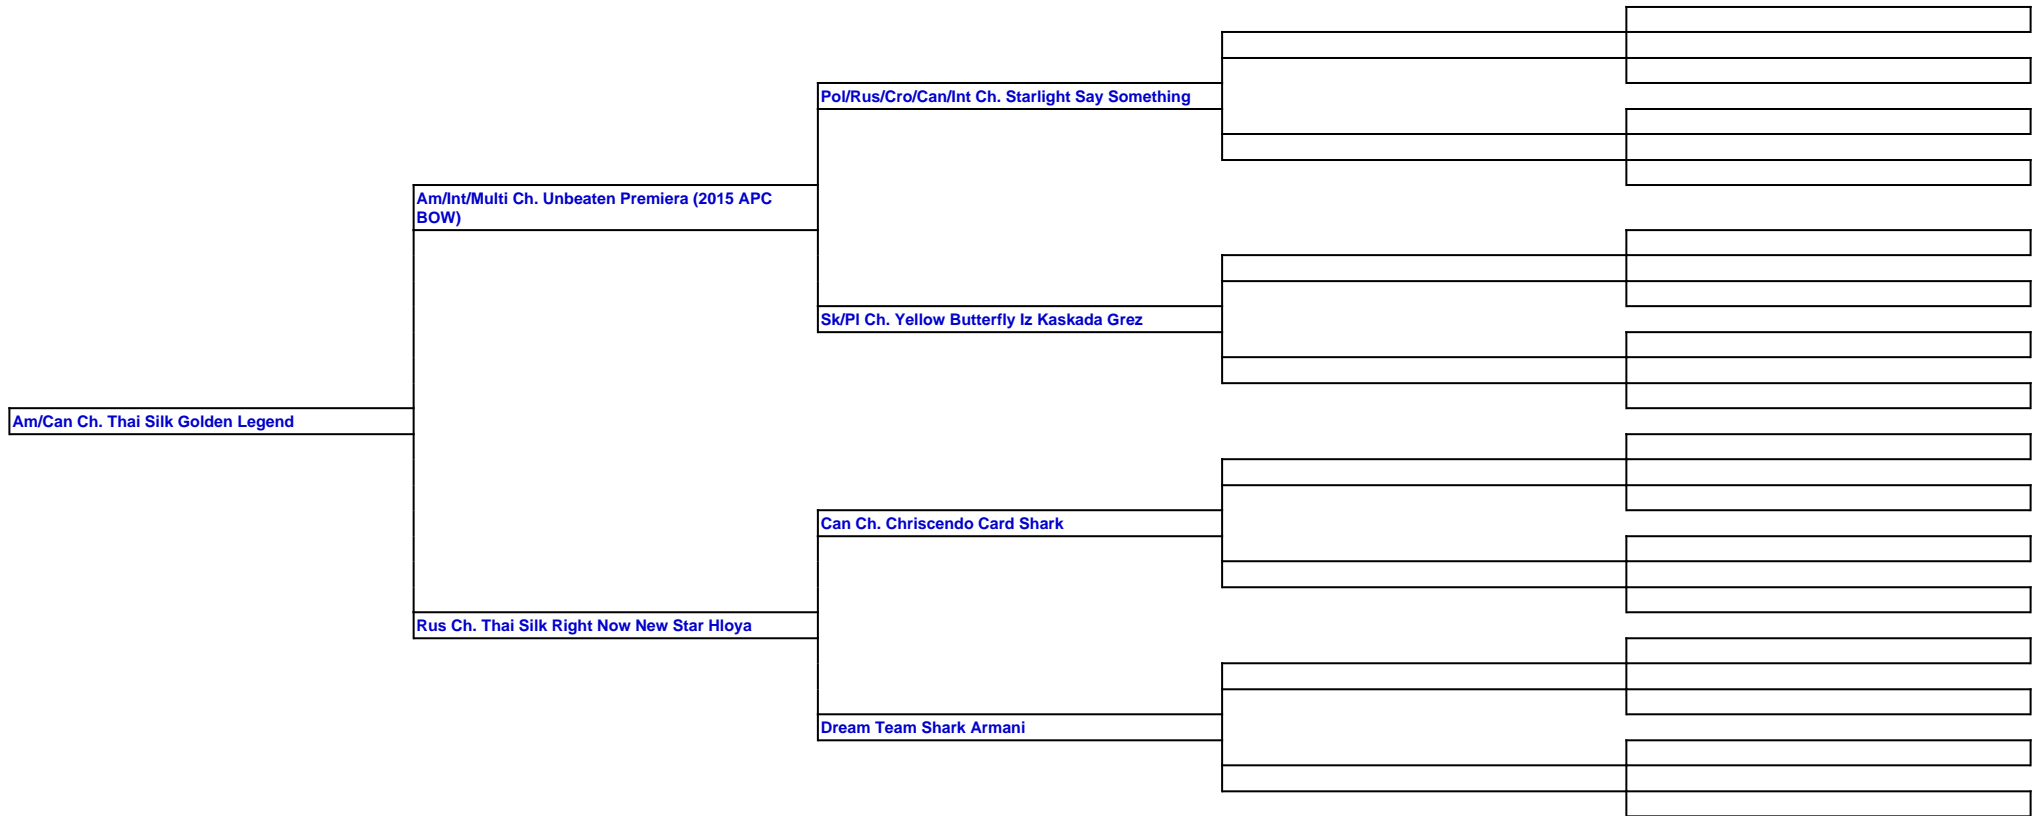 Pol/Rus/Cro/Can/Int Ch. Starlight Say Something
Am/Int/Multi Ch. Unbeaten Premiera (2015 APC
BOW)
Sk/Pl Ch. Yellow Butterfly Iz Kaskada Grez
Am/Can Ch. Thai Silk Golden Legend
Can Ch. Chriscendo Card Shark
Rus Ch. Thai Silk Right Now New Star Hloya
Dream Team Shark Armani